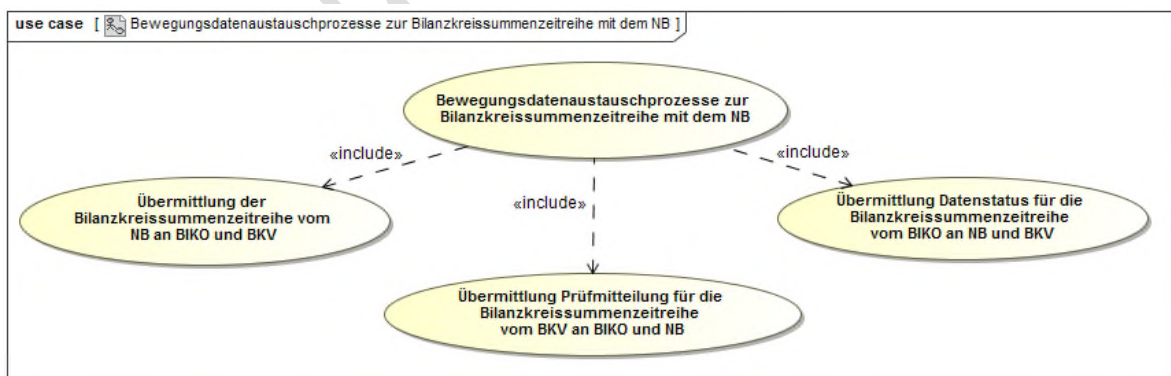 use case [ Bewegungsdatenaustauschprozesse zur Bilanzkreissummenzeitreihe mit dem NB ]
Bewegungsdatenaustauschprozesse zur
Bilanzkreissummenzeitreihe mit dem NB
«include»
«include»
«include»
Übermittlung der
Bilanzkreissummenzeitreihe vom
NB an BIKO und BKV
Übermittlung Datenstatus für die
Bilanzkreissummenzeitreihe
vom BIKO an NB und BKV
Übermittlung Prüfmitteilung für die
Bilanzkreissummenzeitreihe
vom BKV an BIKO und NB